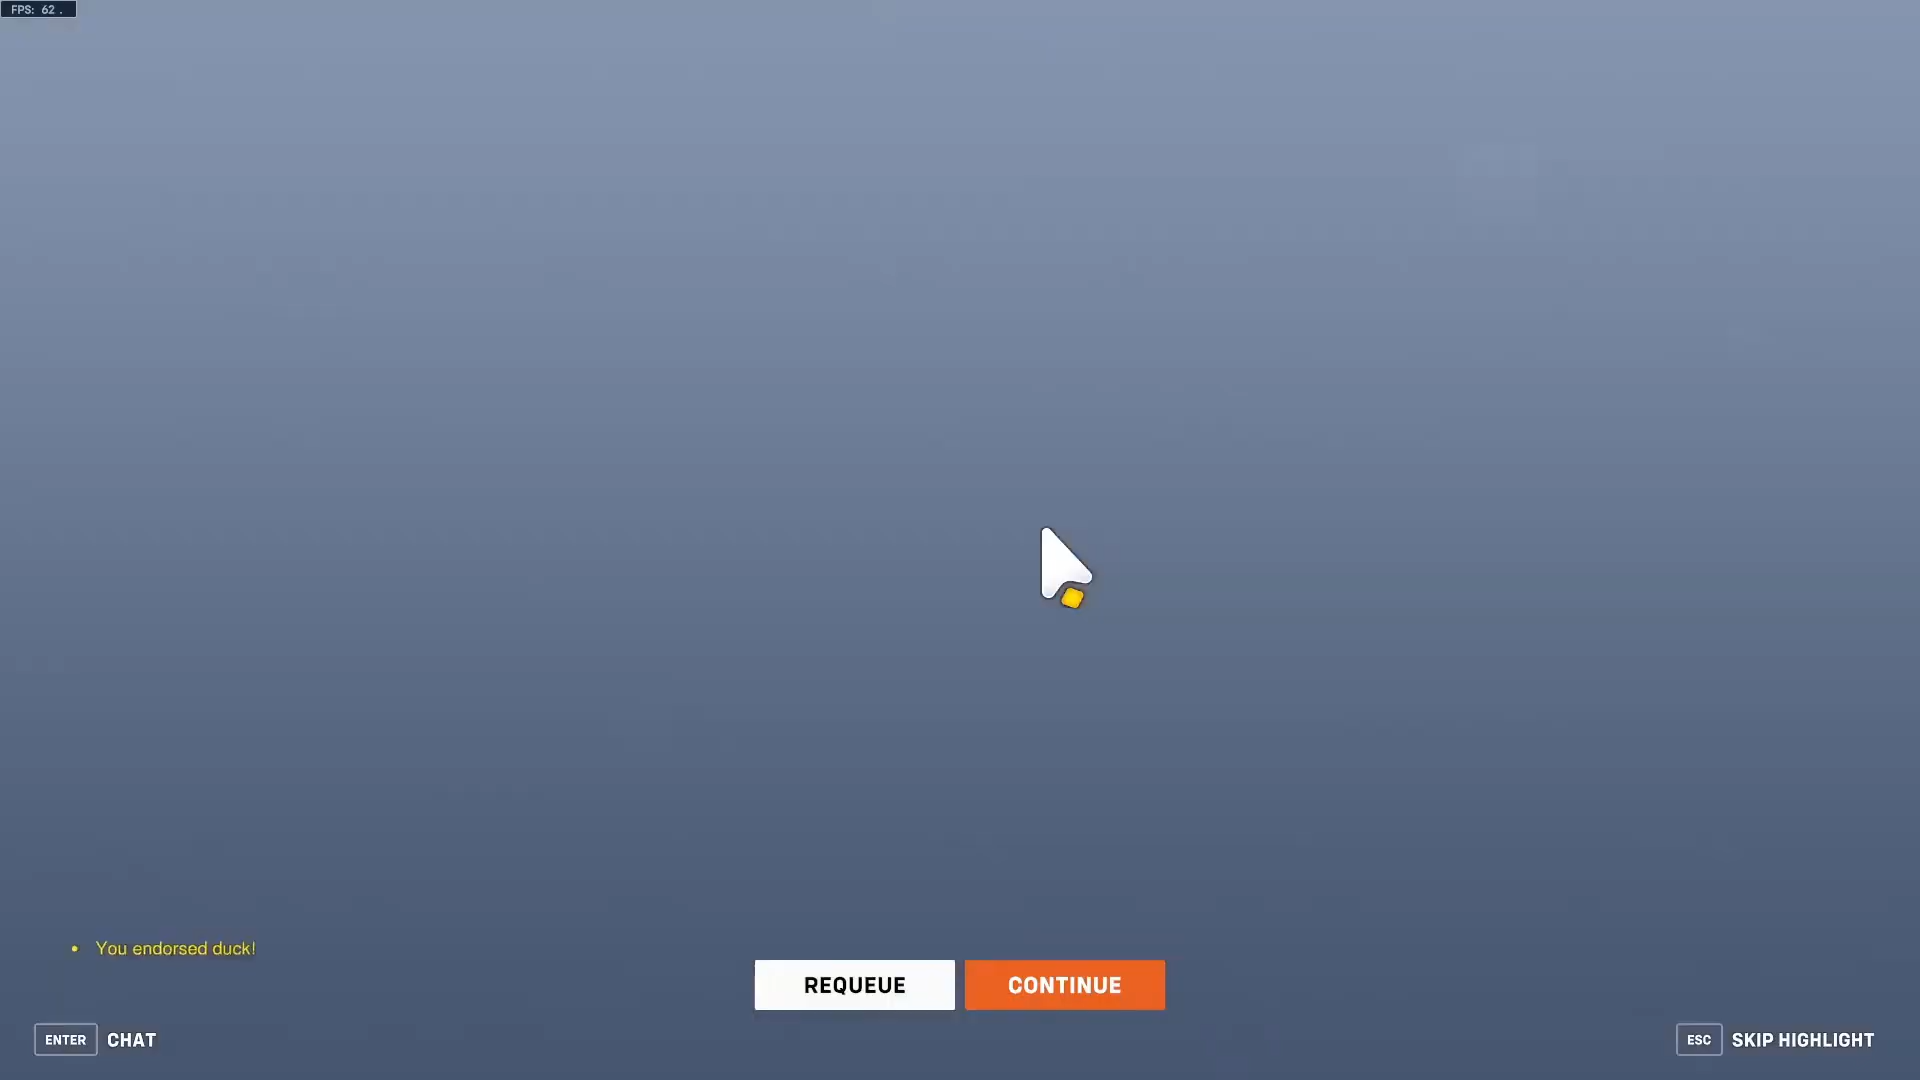 FPS: 62 .
• You endorsed duck!
REQUEUE
CONTINUE
ENTER CHAT
ESC SKIP HIGHLIGHT